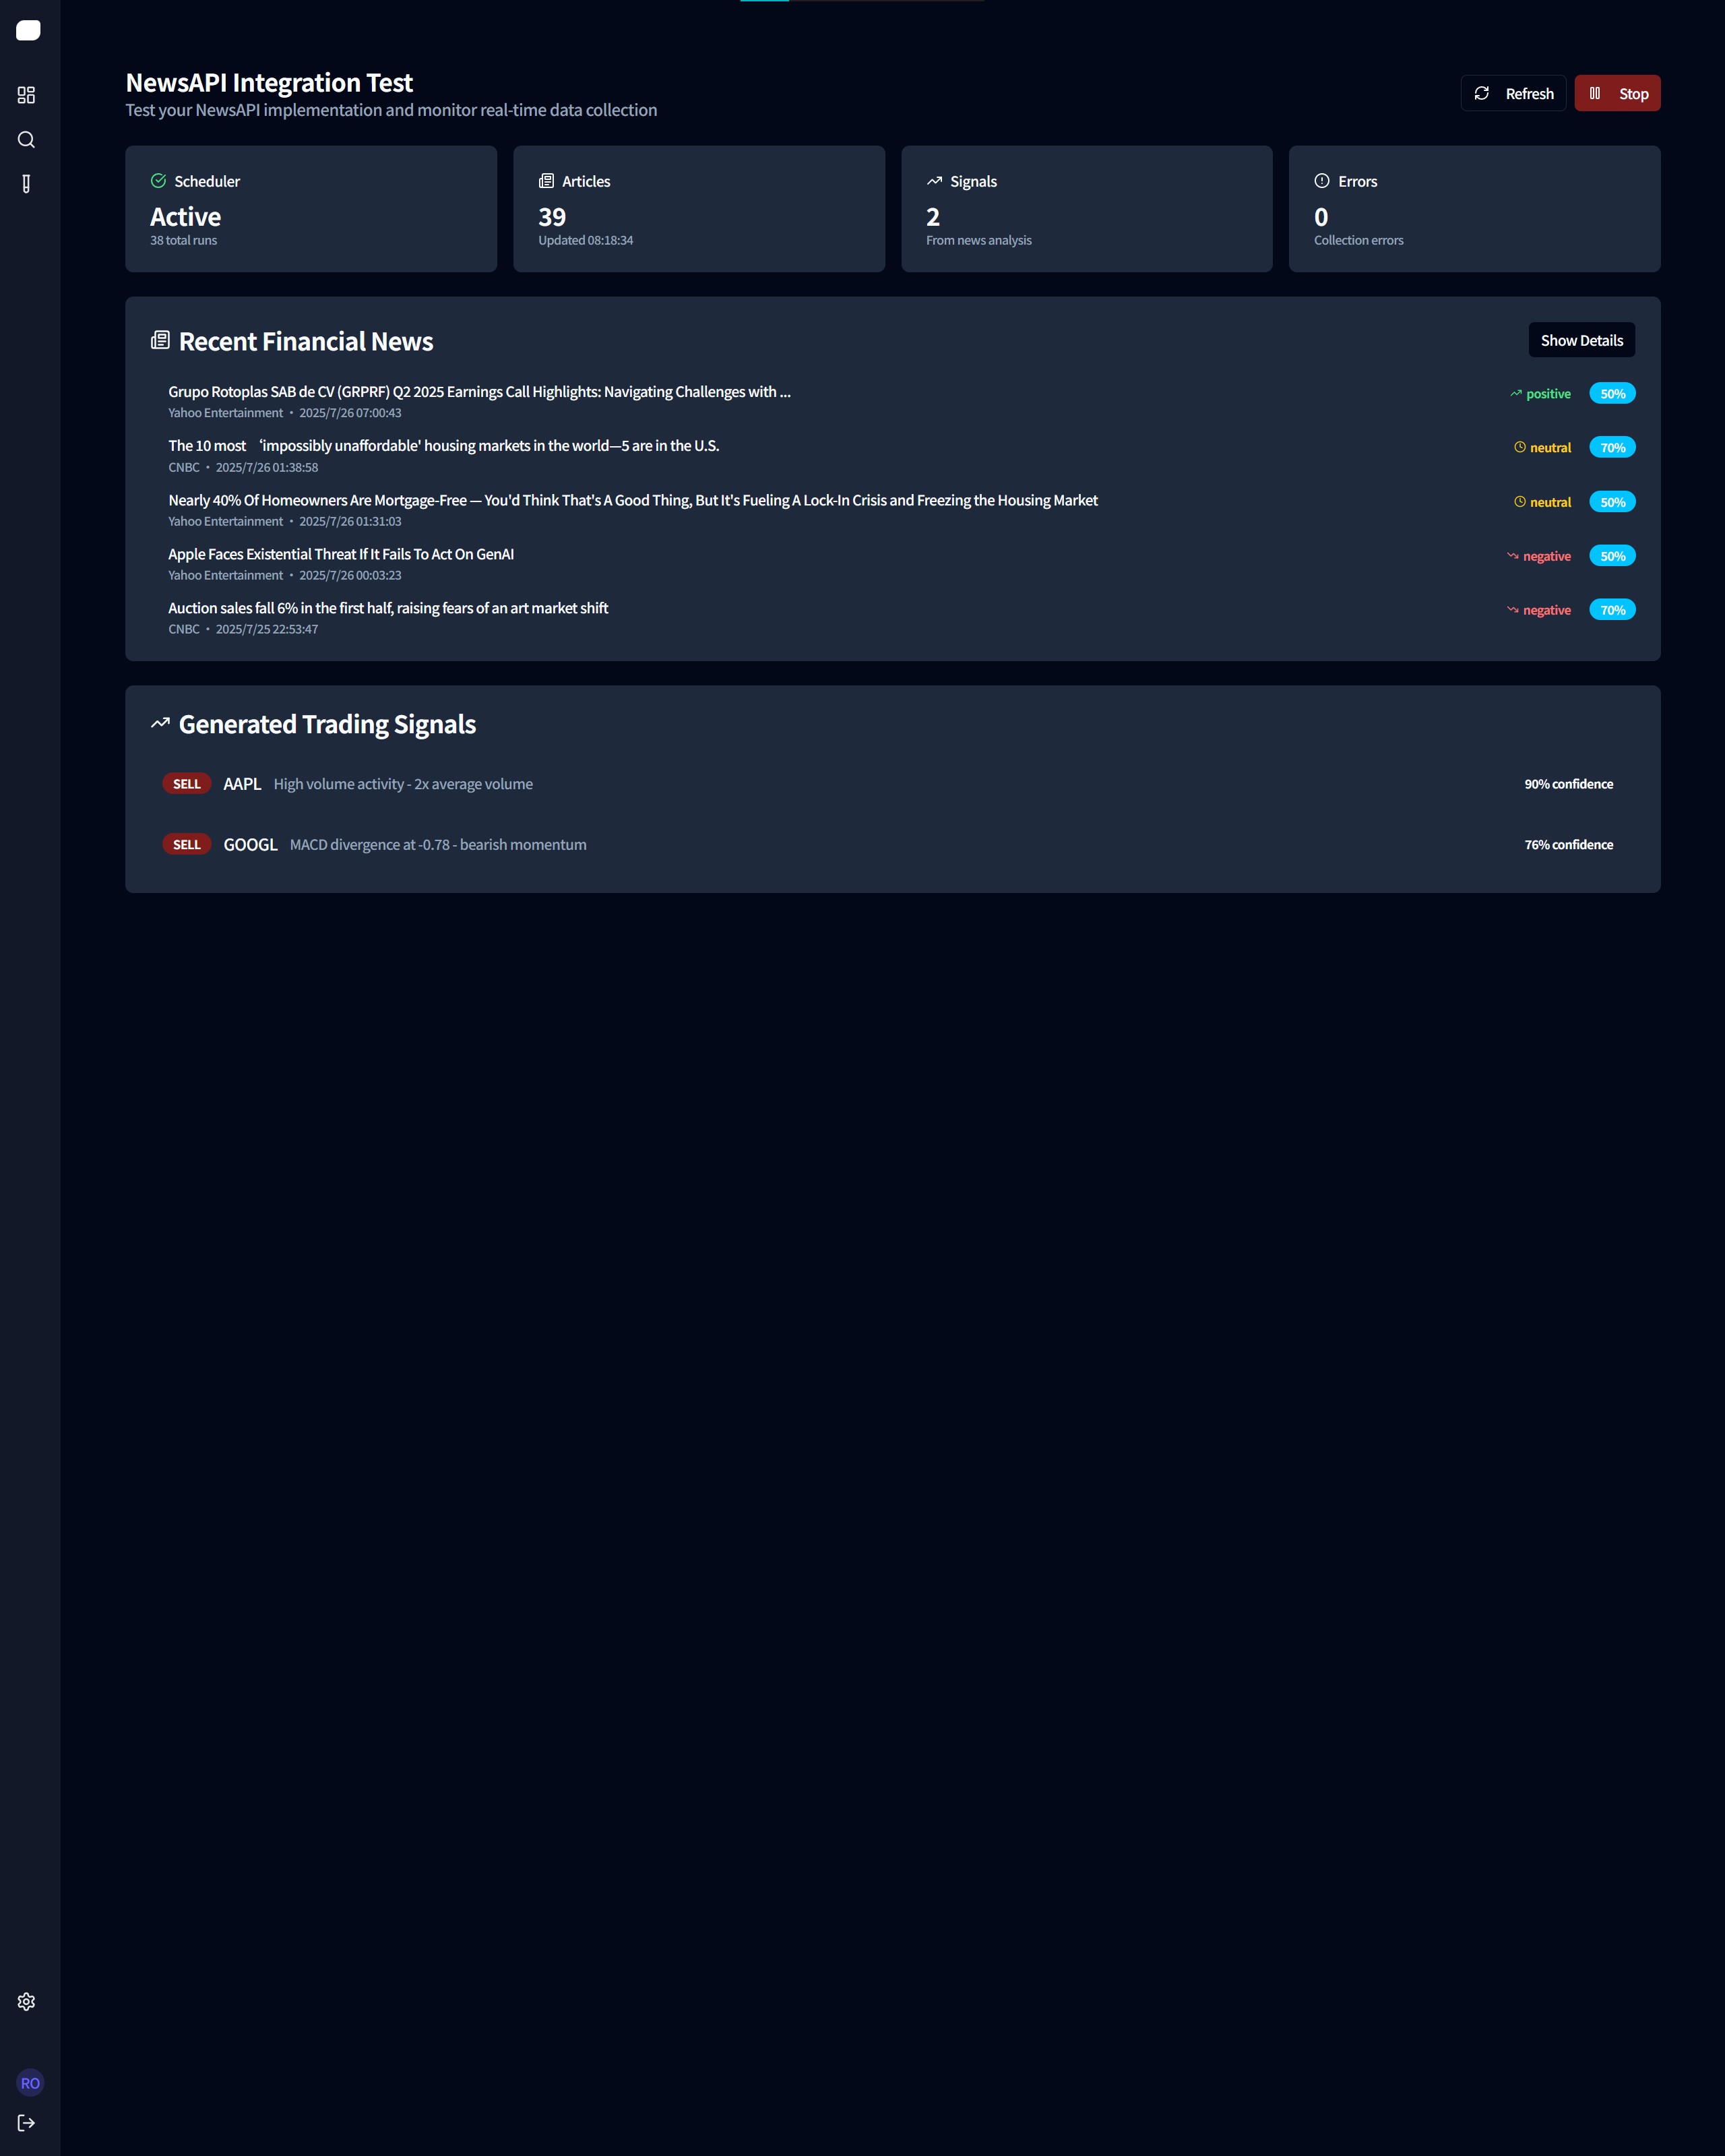 NewsAPI Integration Test
Test your NewsAPI implementation and monitor real-time data collection
Refresh
Stop
Scheduler
Active
38 total runs
Articles
39
Updated 08:18:34
Signals
2
From news analysis
Errors
0
Collection errors
Recent Financial News
Show Details
Grupo Rotoplas SAB de CV (GRPRF) Q2 2025 Earnings Call Highlights: Navigating Challenges with ...
Yahoo Entertainment • 2025/7/26 07:00:43
positive
50%
The 10 most ‘impossibly unaffordable' housing markets in the world—5 are in the U.S.
CNBC • 2025/7/26 01:38:58
neutral
70%
Nearly 40% Of Homeowners Are Mortgage-Free — You'd Think That's A Good Thing, But It's Fueling A Lock-In Crisis and Freezing the Housing Market
Yahoo Entertainment • 2025/7/26 01:31:03
neutral
50%
Apple Faces Existential Threat If It Fails To Act On GenAI
Yahoo Entertainment • 2025/7/26 00:03:23
negative
50%
Auction sales fall 6% in the first half, raising fears of an art market shift
CNBC • 2025/7/25 22:53:47
negative
70%
Generated Trading Signals
SELL AAPL High volume activity - 2x average volume
90% confidence
SELL GOOGL MACD divergence at -0.78 - bearish momentum
76% confidence
RO